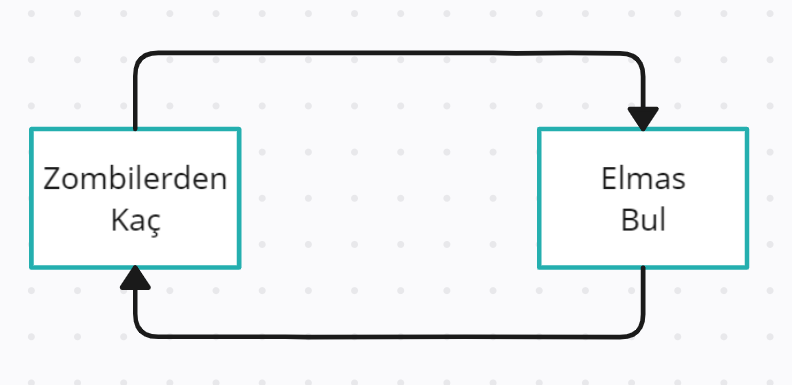 Zombilerden
Kaç
Elmas
Bul